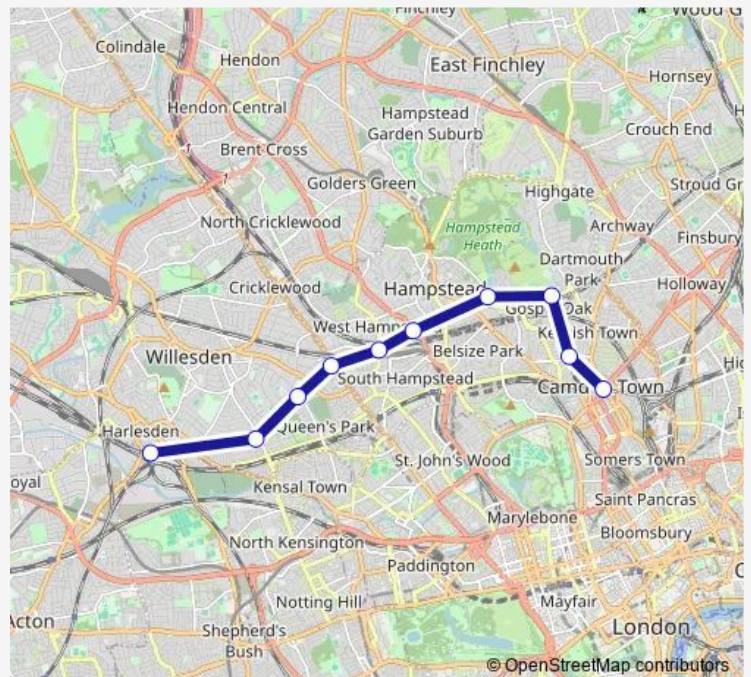 Finchley
Wood G
Colindale
Hendon
East Finchley
Hornsey
Hendon Central
Hampstead
Garden Suburb
Crouch End
Brent Cross
Golders Green
Highgate
Stroud Gr
North Cricklewood
Hampstead
Heath
Archway
Finsbury
Dartmouth
Park
Cricklewood
Hampstead
Holloway
Gosp Oak
West Hamp
Ke ish Town
Willesden
Belsize Park
Hig
South Hampstead
Camd Town
Harlesden
Queen's Park
St. John's Wood
Somers Town
oyal
Kensal Town
Saint Pancras
Marylebone
Bloomsbury
North Kensington
Paddington
Notting Hill
Mayfair
Acton
Shepherd's
Bush
London
© OpenStreetMap contributors